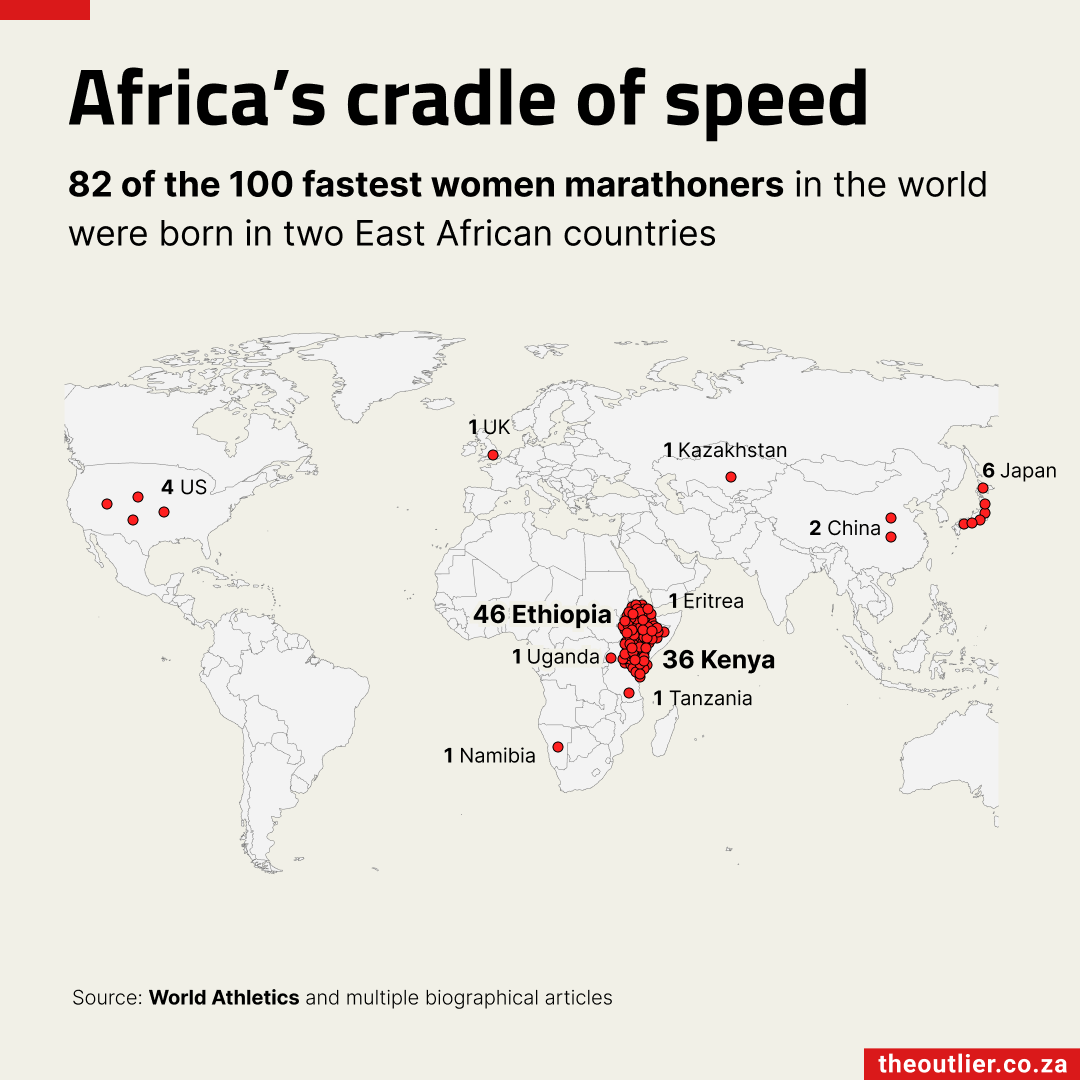 Africa’s cradle of speed
82 of the 100 fastest women marathoners in the world
were born in two East African countries
1 UK
1 Kazakhstan
6 Japan
4 US
2 China
1 Eritrea
46 Ethiopia
1 Uganda
36 Kenya
1 Tanzania
1 Namibia
Source: World Athletics and multiple biographical articles
theoutlier.co.za